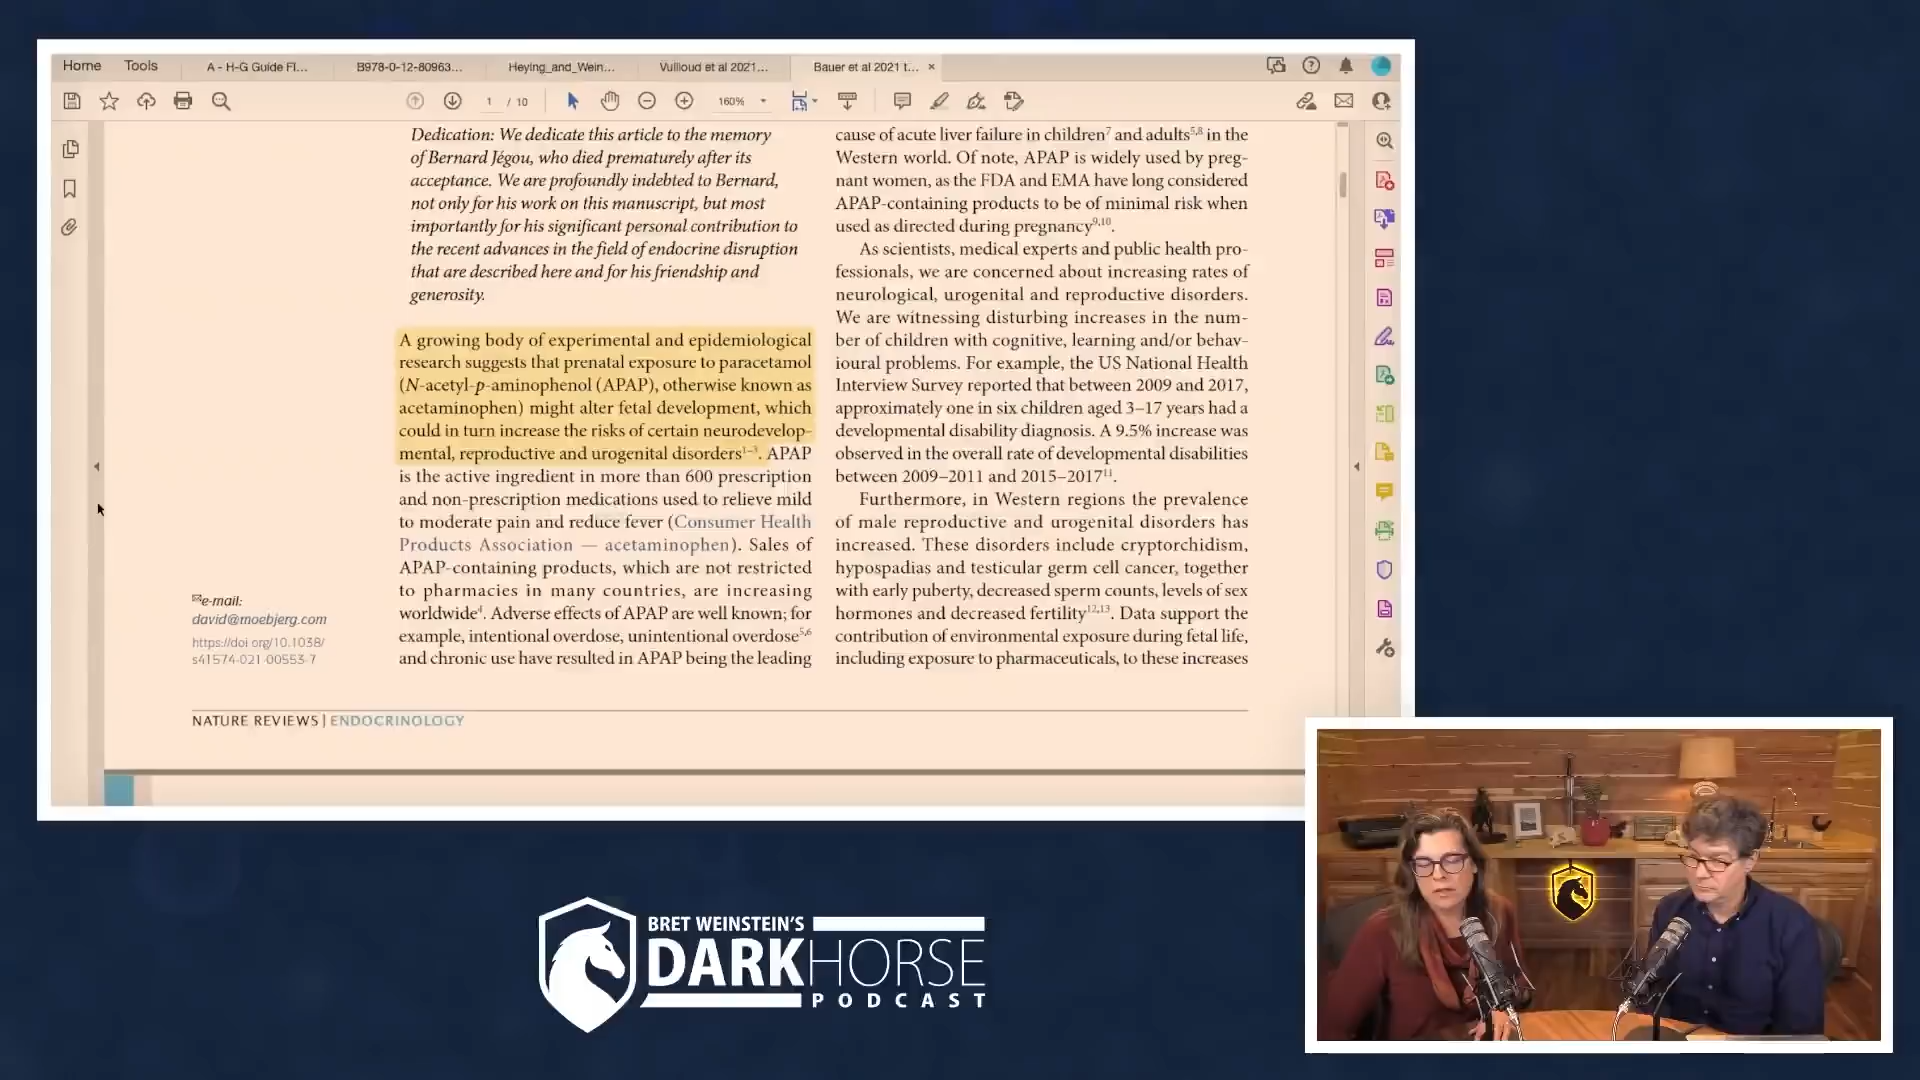 Home Tools A - H-G Guide Fl... B978-0-12-80963... Heying_and_Wein... Vuilloud et al 2021... Bauer et al 2021 t... ×
1 / 10 160%
Dedication: We dedicate this article to the memory
of Bernard Jégou, who died prematurely after its
acceptance. We are profoundly indebted to Bernard,
not only for his work on this manuscript, but most
importantly for his significant personal contribution to
the recent advances in the field of endocrine disruption
that are described here and for his friendship and
generosity.
A growing body of experimental and epidemiological
research suggests that prenatal exposure to paracetamol
(N-acetyl-p-aminophenol (APAP), otherwise known as
acetaminophen) might alter fetal development, which
could in turn increase the risks of certain neurodevelop-
mental, reproductive and urogenital disorders1–3. APAP
is the active ingredient in more than 600 prescription
and non-prescription medications used to relieve mild
to moderate pain and reduce fever (Consumer Health
Products Association — acetaminophen). Sales of
APAP-containing products, which are not restricted
to pharmacies in many countries, are increasing
worldwide4. Adverse effects of APAP are well known; for
example, intentional overdose, unintentional overdose5,6
and chronic use have resulted in APAP being the leading
cause of acute liver failure in children7 and adults5,8 in the
Western world. Of note, APAP is widely used by preg-
nant women, as the FDA and EMA have long considered
APAP-containing products to be of minimal risk when
used as directed during pregnancy9,10.
As scientists, medical experts and public health pro-
fessionals, we are concerned about increasing rates of
neurological, urogenital and reproductive disorders.
We are witnessing disturbing increases in the num-
ber of children with cognitive, learning and/or behav-
ioural problems. For example, the US National Health
Interview Survey reported that between 2009 and 2017,
approximately one in six children aged 3–17 years had a
developmental disability diagnosis. A 9.5% increase was
observed in the overall rate of developmental disabilities
between 2009–2011 and 2015–201711.
Furthermore, in Western regions the prevalence
of male reproductive and urogenital disorders has
increased. These disorders include cryptorchidism,
hypospadias and testicular germ cell cancer, together
with early puberty, decreased sperm counts, levels of sex
hormones and decreased fertility12,13. Data support the
contribution of environmental exposure during fetal life,
including exposure to pharmaceuticals, to these increases
✉e-mail:
david@moebjerg.com
https://doi org/10.1038/
s41574-021-00553-7
NATURE REVIEWS | ENDOCRINOLOGY
BRET WEINSTEIN'S
DARKHORSE
PODCAST